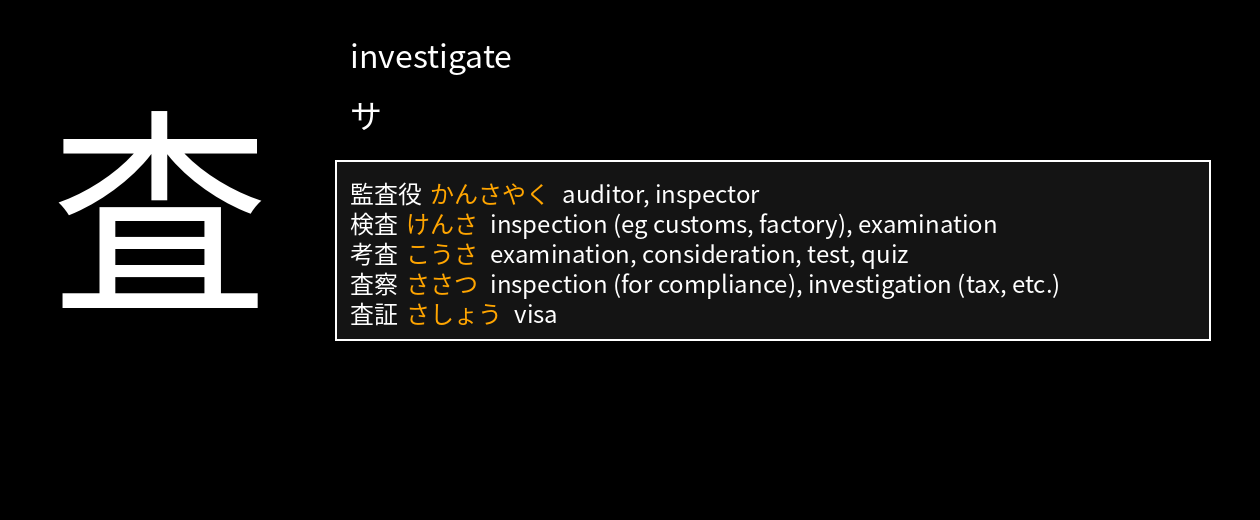 査
investigate
サ
監査役 かんさやく auditor, inspector
検査 けんさ inspection (eg customs, factory), examination
考査 こうさ examination, consideration, test, quiz
査察 ささつ inspection (for compliance), investigation (tax, etc.)
査証 さしょう visa